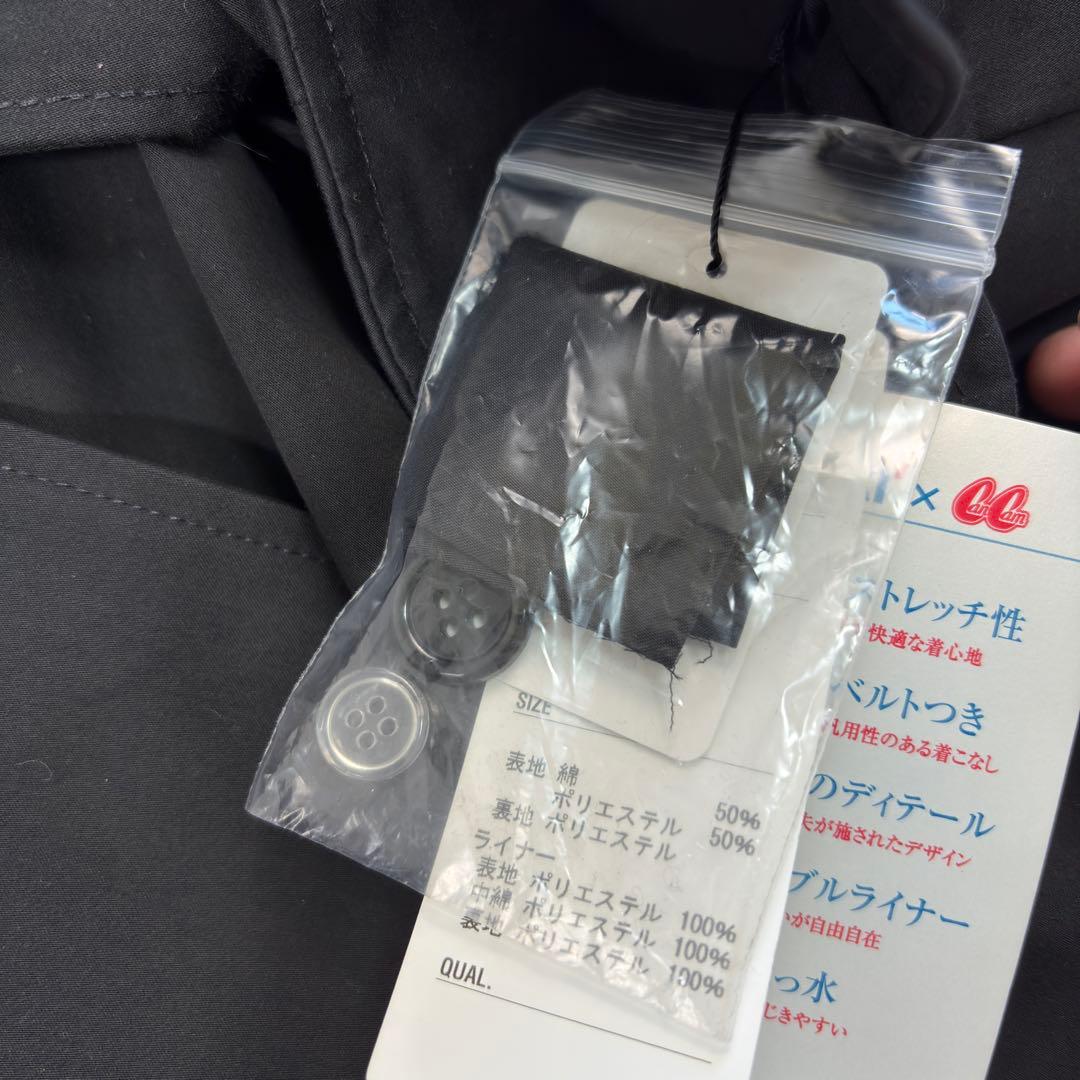 SIZE
表地 綿 50%
ポリエステル 50%
裏地 ポリエステル
ライナー
表地 ポリエステル 100%
中綿 ポリエステル 100%
裏地 ポリエステル 100%
QUAL.
× CanCam
ストレッチ性
快適な着心地
ベルトつき
汎用性のある着こなし
のディテール
夫が施されたデザイン
ブルライナー
いが自由自在
っ水
じきやすい